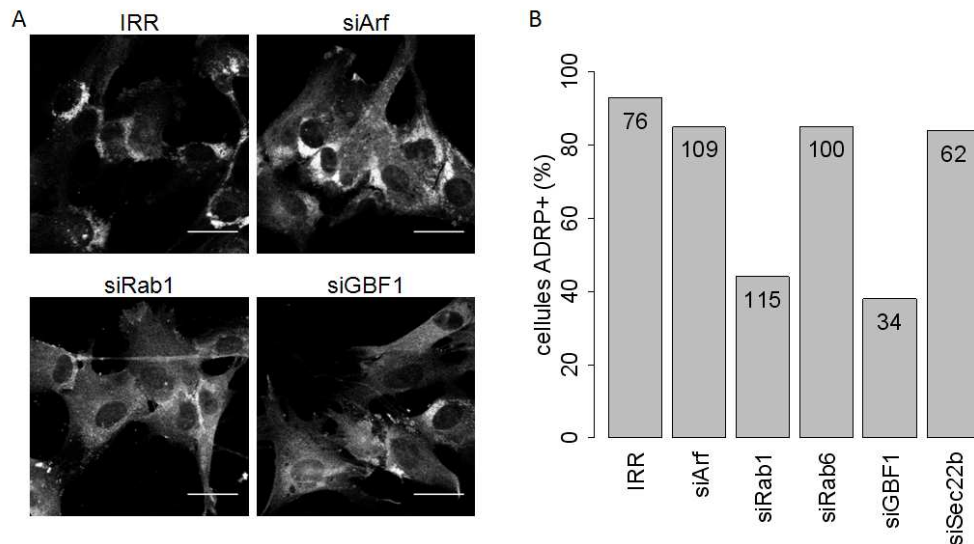 A
IRR
siArf
siRab1
siGBF1
B
cellules ADRP+ (%)
100
80
60
40
20
0
76
109
115
100
34
62
IRR
siArf
siRab1
siRab6
siGBF1
siSec22b